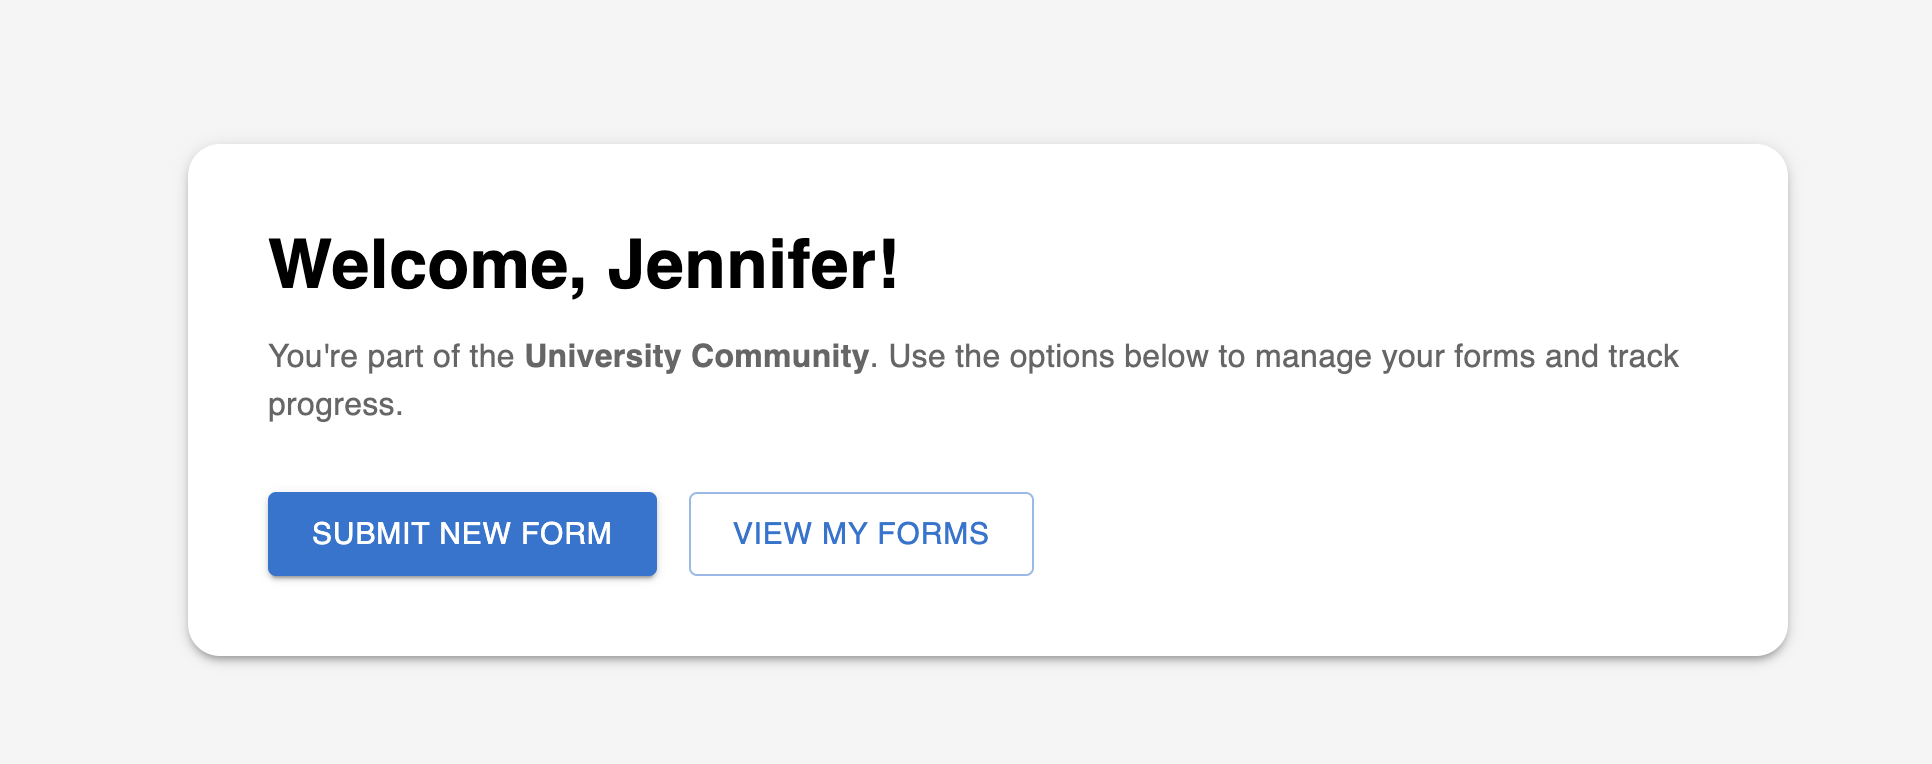 Welcome, Jennifer!
You're part of the University Community. Use the options below to manage your forms and track
progress.
SUBMIT NEW FORM
VIEW MY FORMS